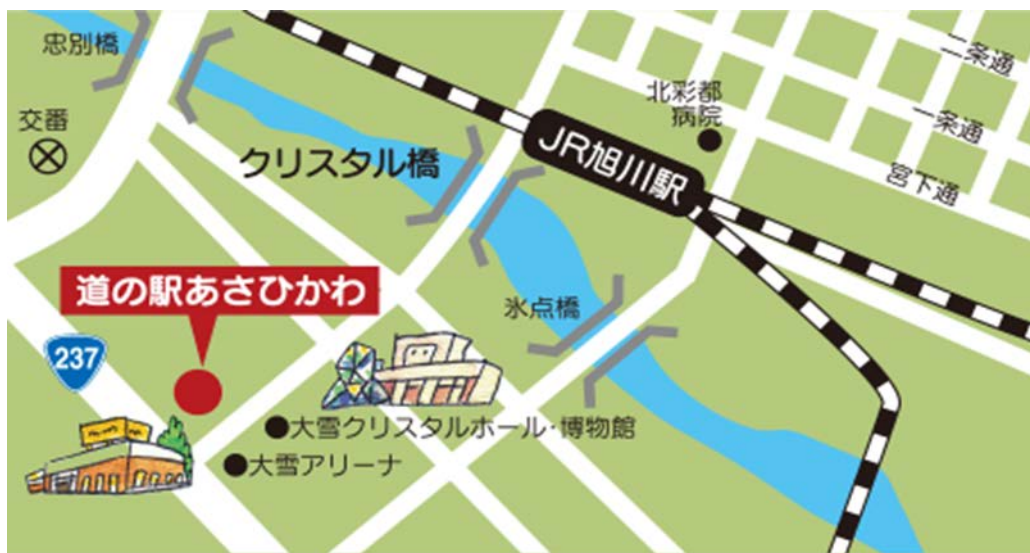 忠別橋
二条通
北彩都
病院
交番
一条通
JR旭川駅
クリスタル橋
宮下通
道の駅あさひかわ
氷点橋
237
●大雪クリスタルホール・博物館
●大雪アリーナ